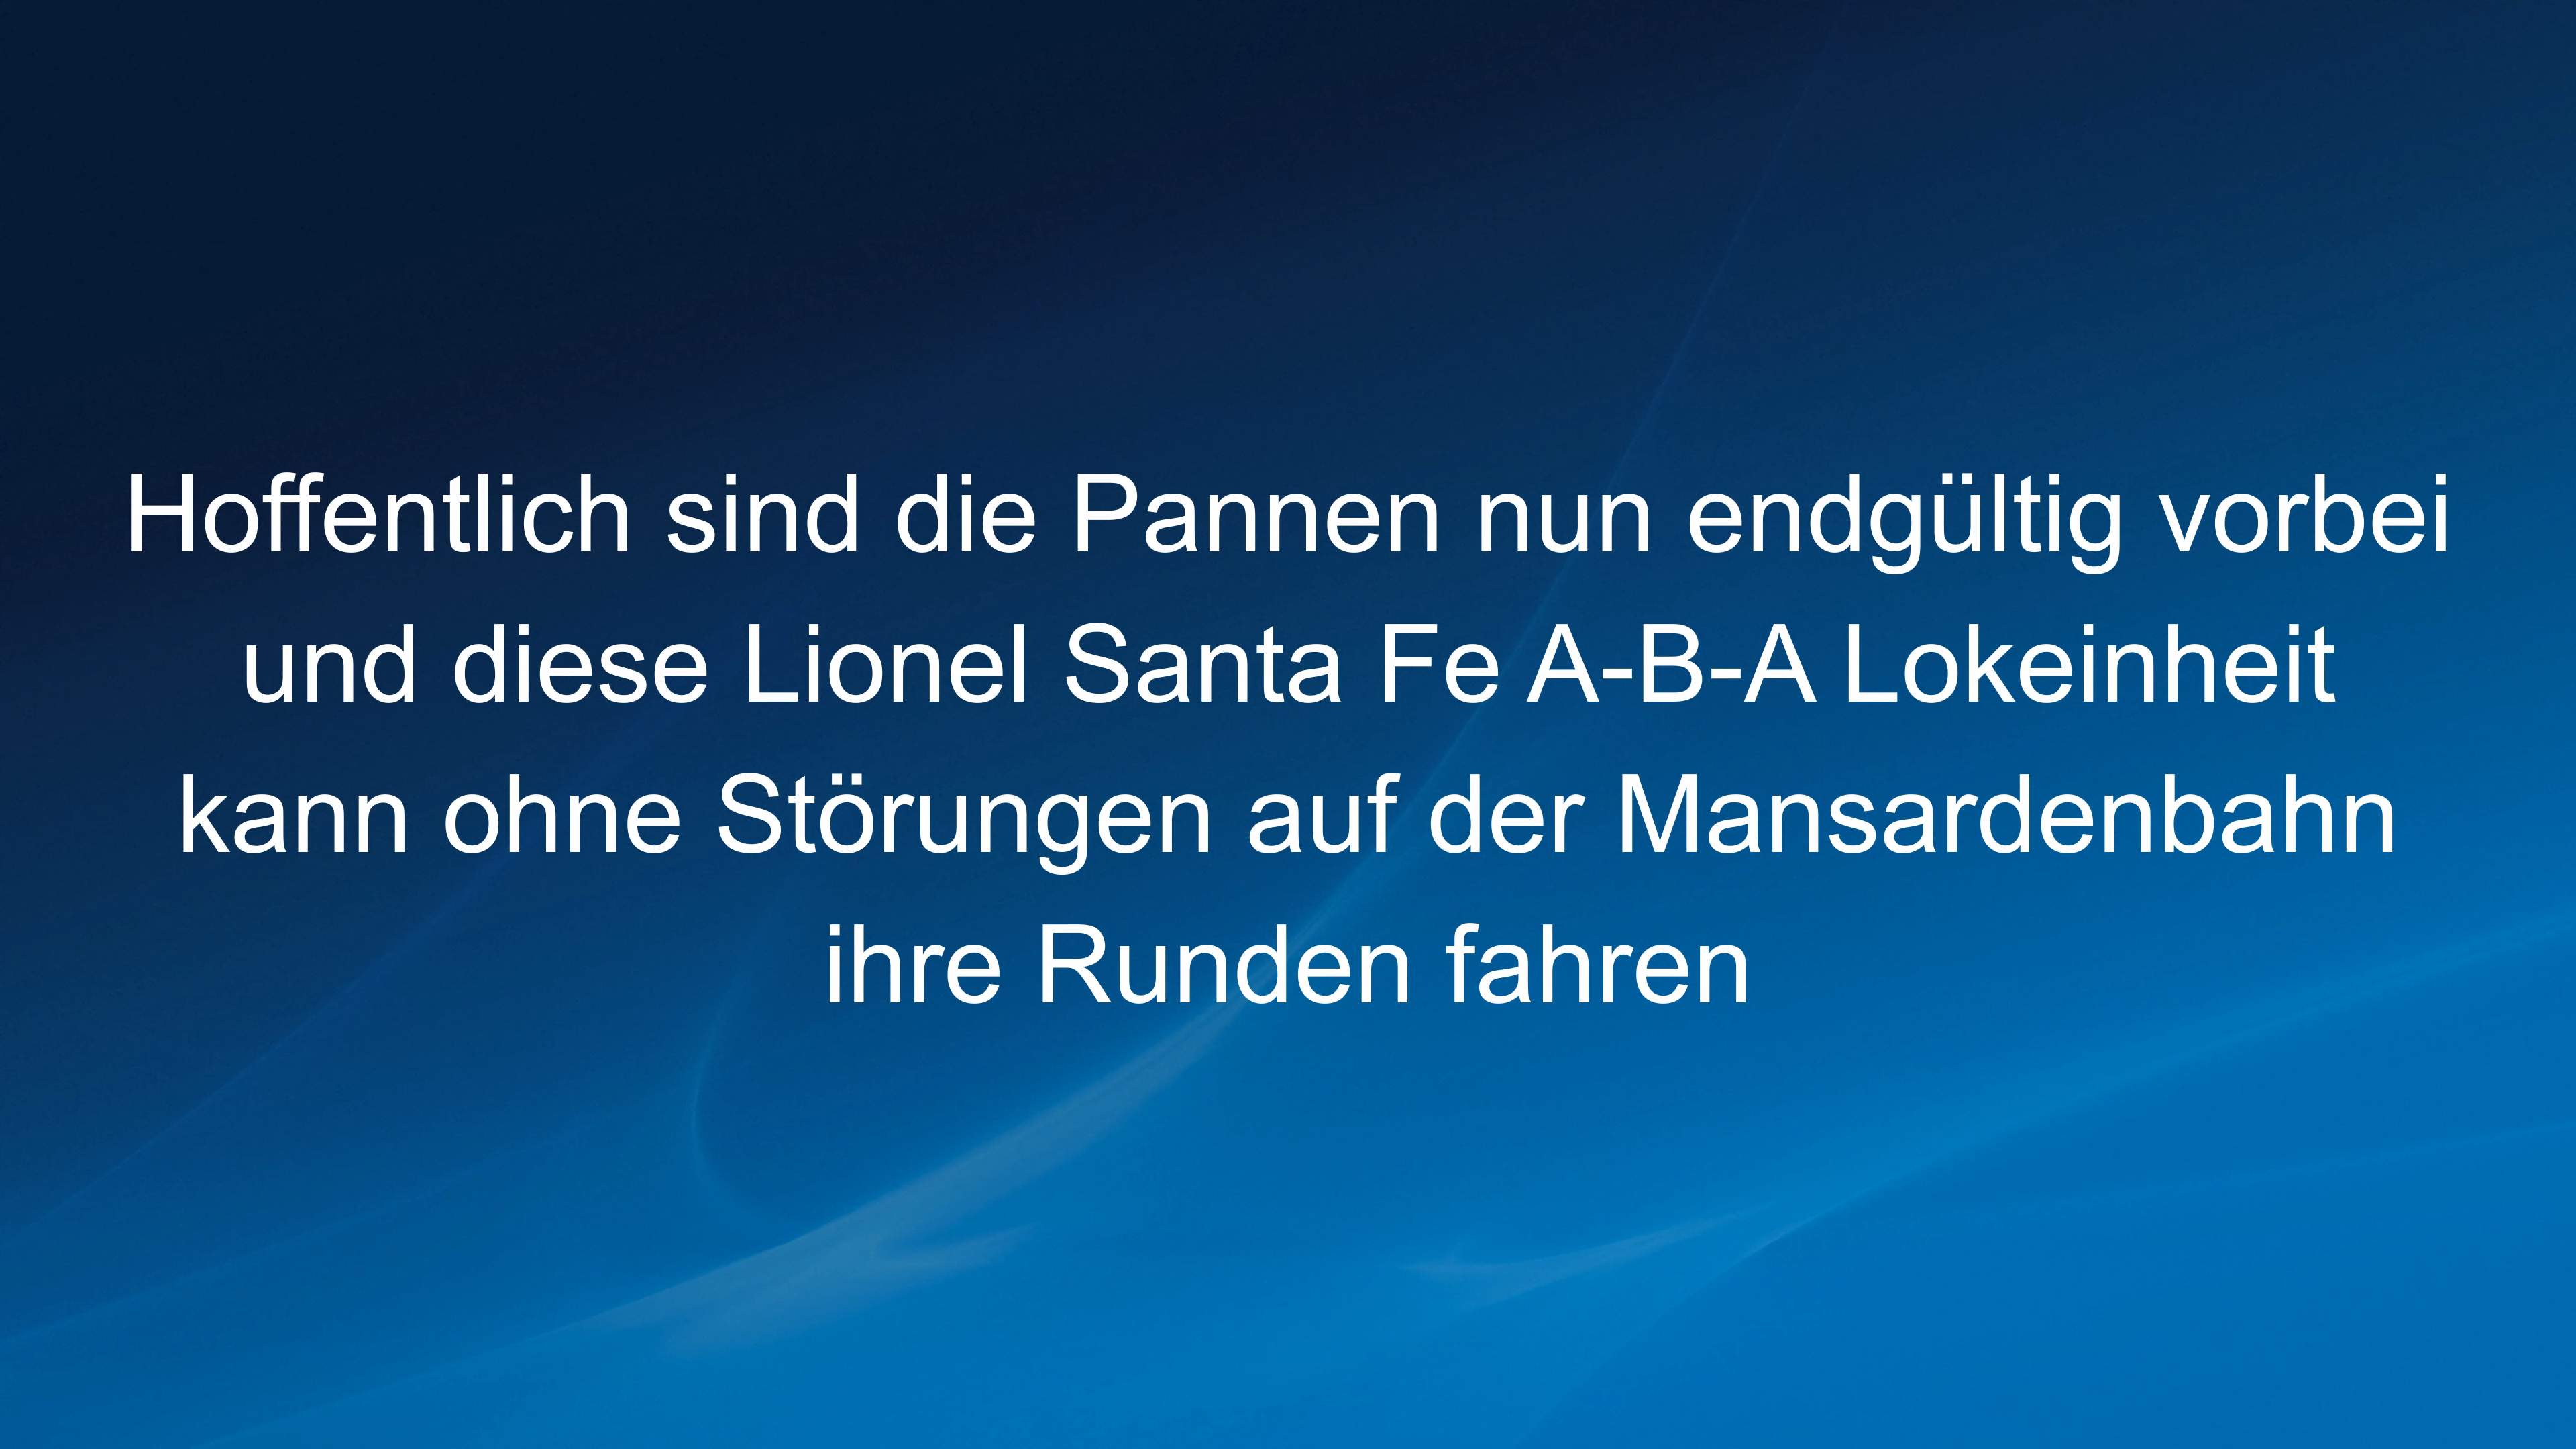 Hoffentlich sind die Pannen nun endgültig vorbei
und diese Lionel Santa Fe A-B-A Lokeinheit
kann ohne Störungen auf der Mansardenbahn
ihre Runden fahren